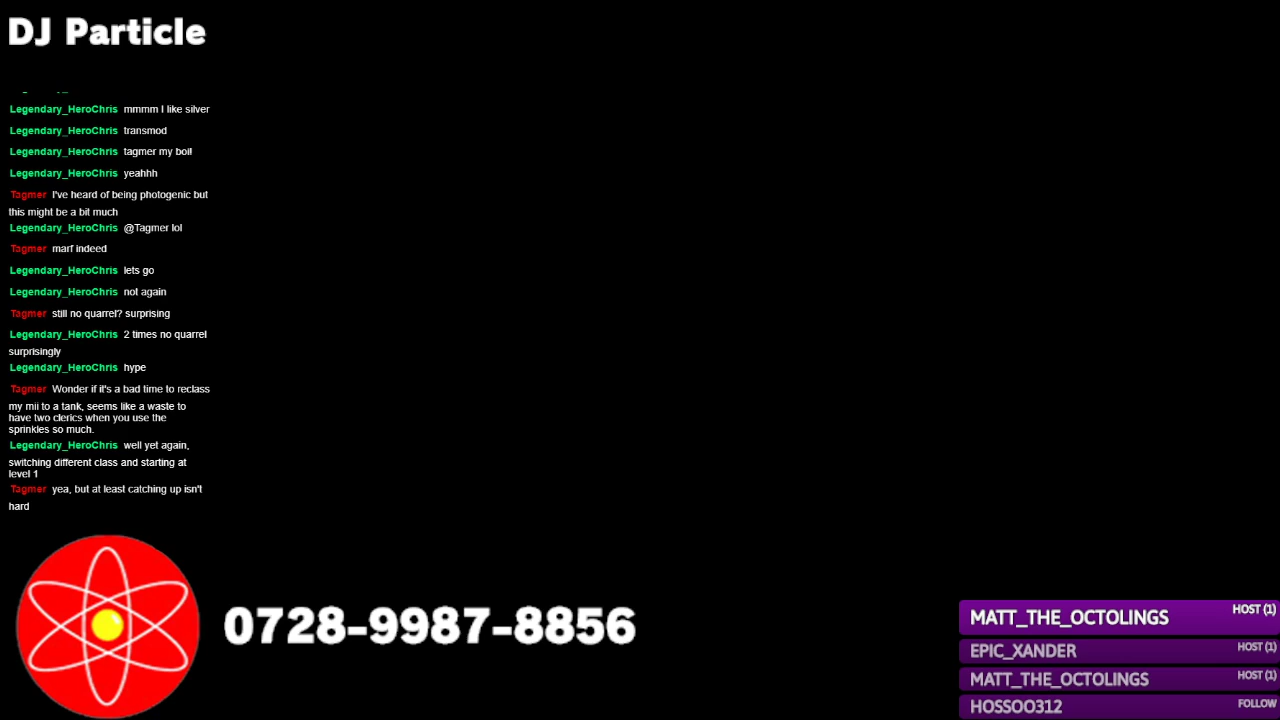 DJ Particle
Legendary_HeroChris mmmm I like silver
Legendary_HeroChris transmod
Legendary_HeroChris tagmer my boi!
Legendary_HeroChris yeahhh
Tagmer I've heard of being photogenic but
this might be a bit much
Legendary_HeroChris @Tagmer lol
Tagmer marf indeed
Legendary_HeroChris lets go
Legendary_HeroChris not again
Tagmer still no quarrel? surprising
Legendary_HeroChris 2 times no quarrel
surprisingly
Legendary_HeroChris hype
Tagmer Wonder if it's a bad time to reclass
my mii to a tank, seems like a waste to
have two clerics when you use the
sprinkles so much.
Legendary_HeroChris well yet again,
switching different class and starting at
level 1
Tagmer yea, but at least catching up isn't
hard
0728-9987-8856
MATT_THE_OCTOLINGS HOST (1)
EPIC_XANDER HOST (1)
MATT_THE_OCTOLINGS HOST (1)
HOSSOO312 FOLLOW